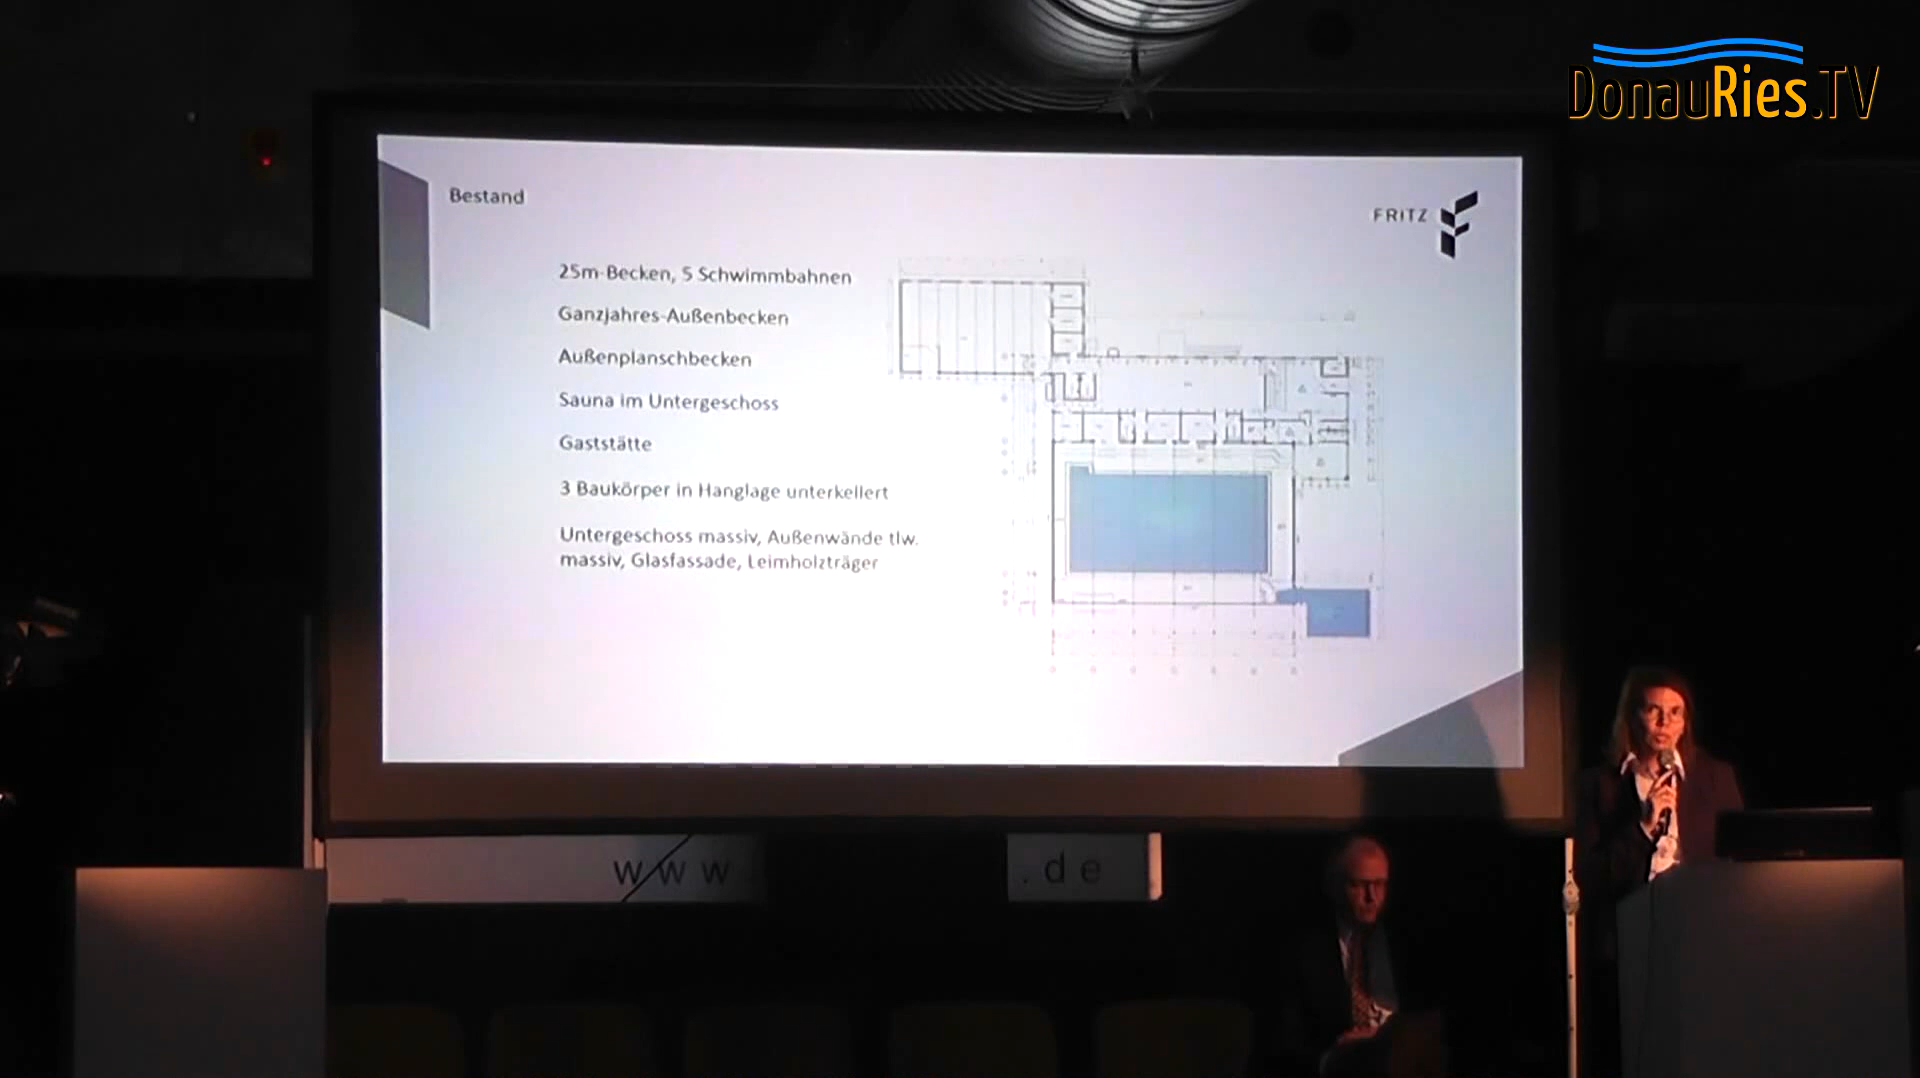 DonauRies.TV
Bestand
FRITZ
25m-Becken, 5 Schwimmbahnen
Ganzjahres-Außenbecken
Außenplanschbecken
Sauna im Untergeschoss
Gaststätte
3 Baukörper in Hanglage unterkellert
Untergeschoss massiv, Außenwände tlw.
massiv, Glasfassade, Leimholzträger
www .de